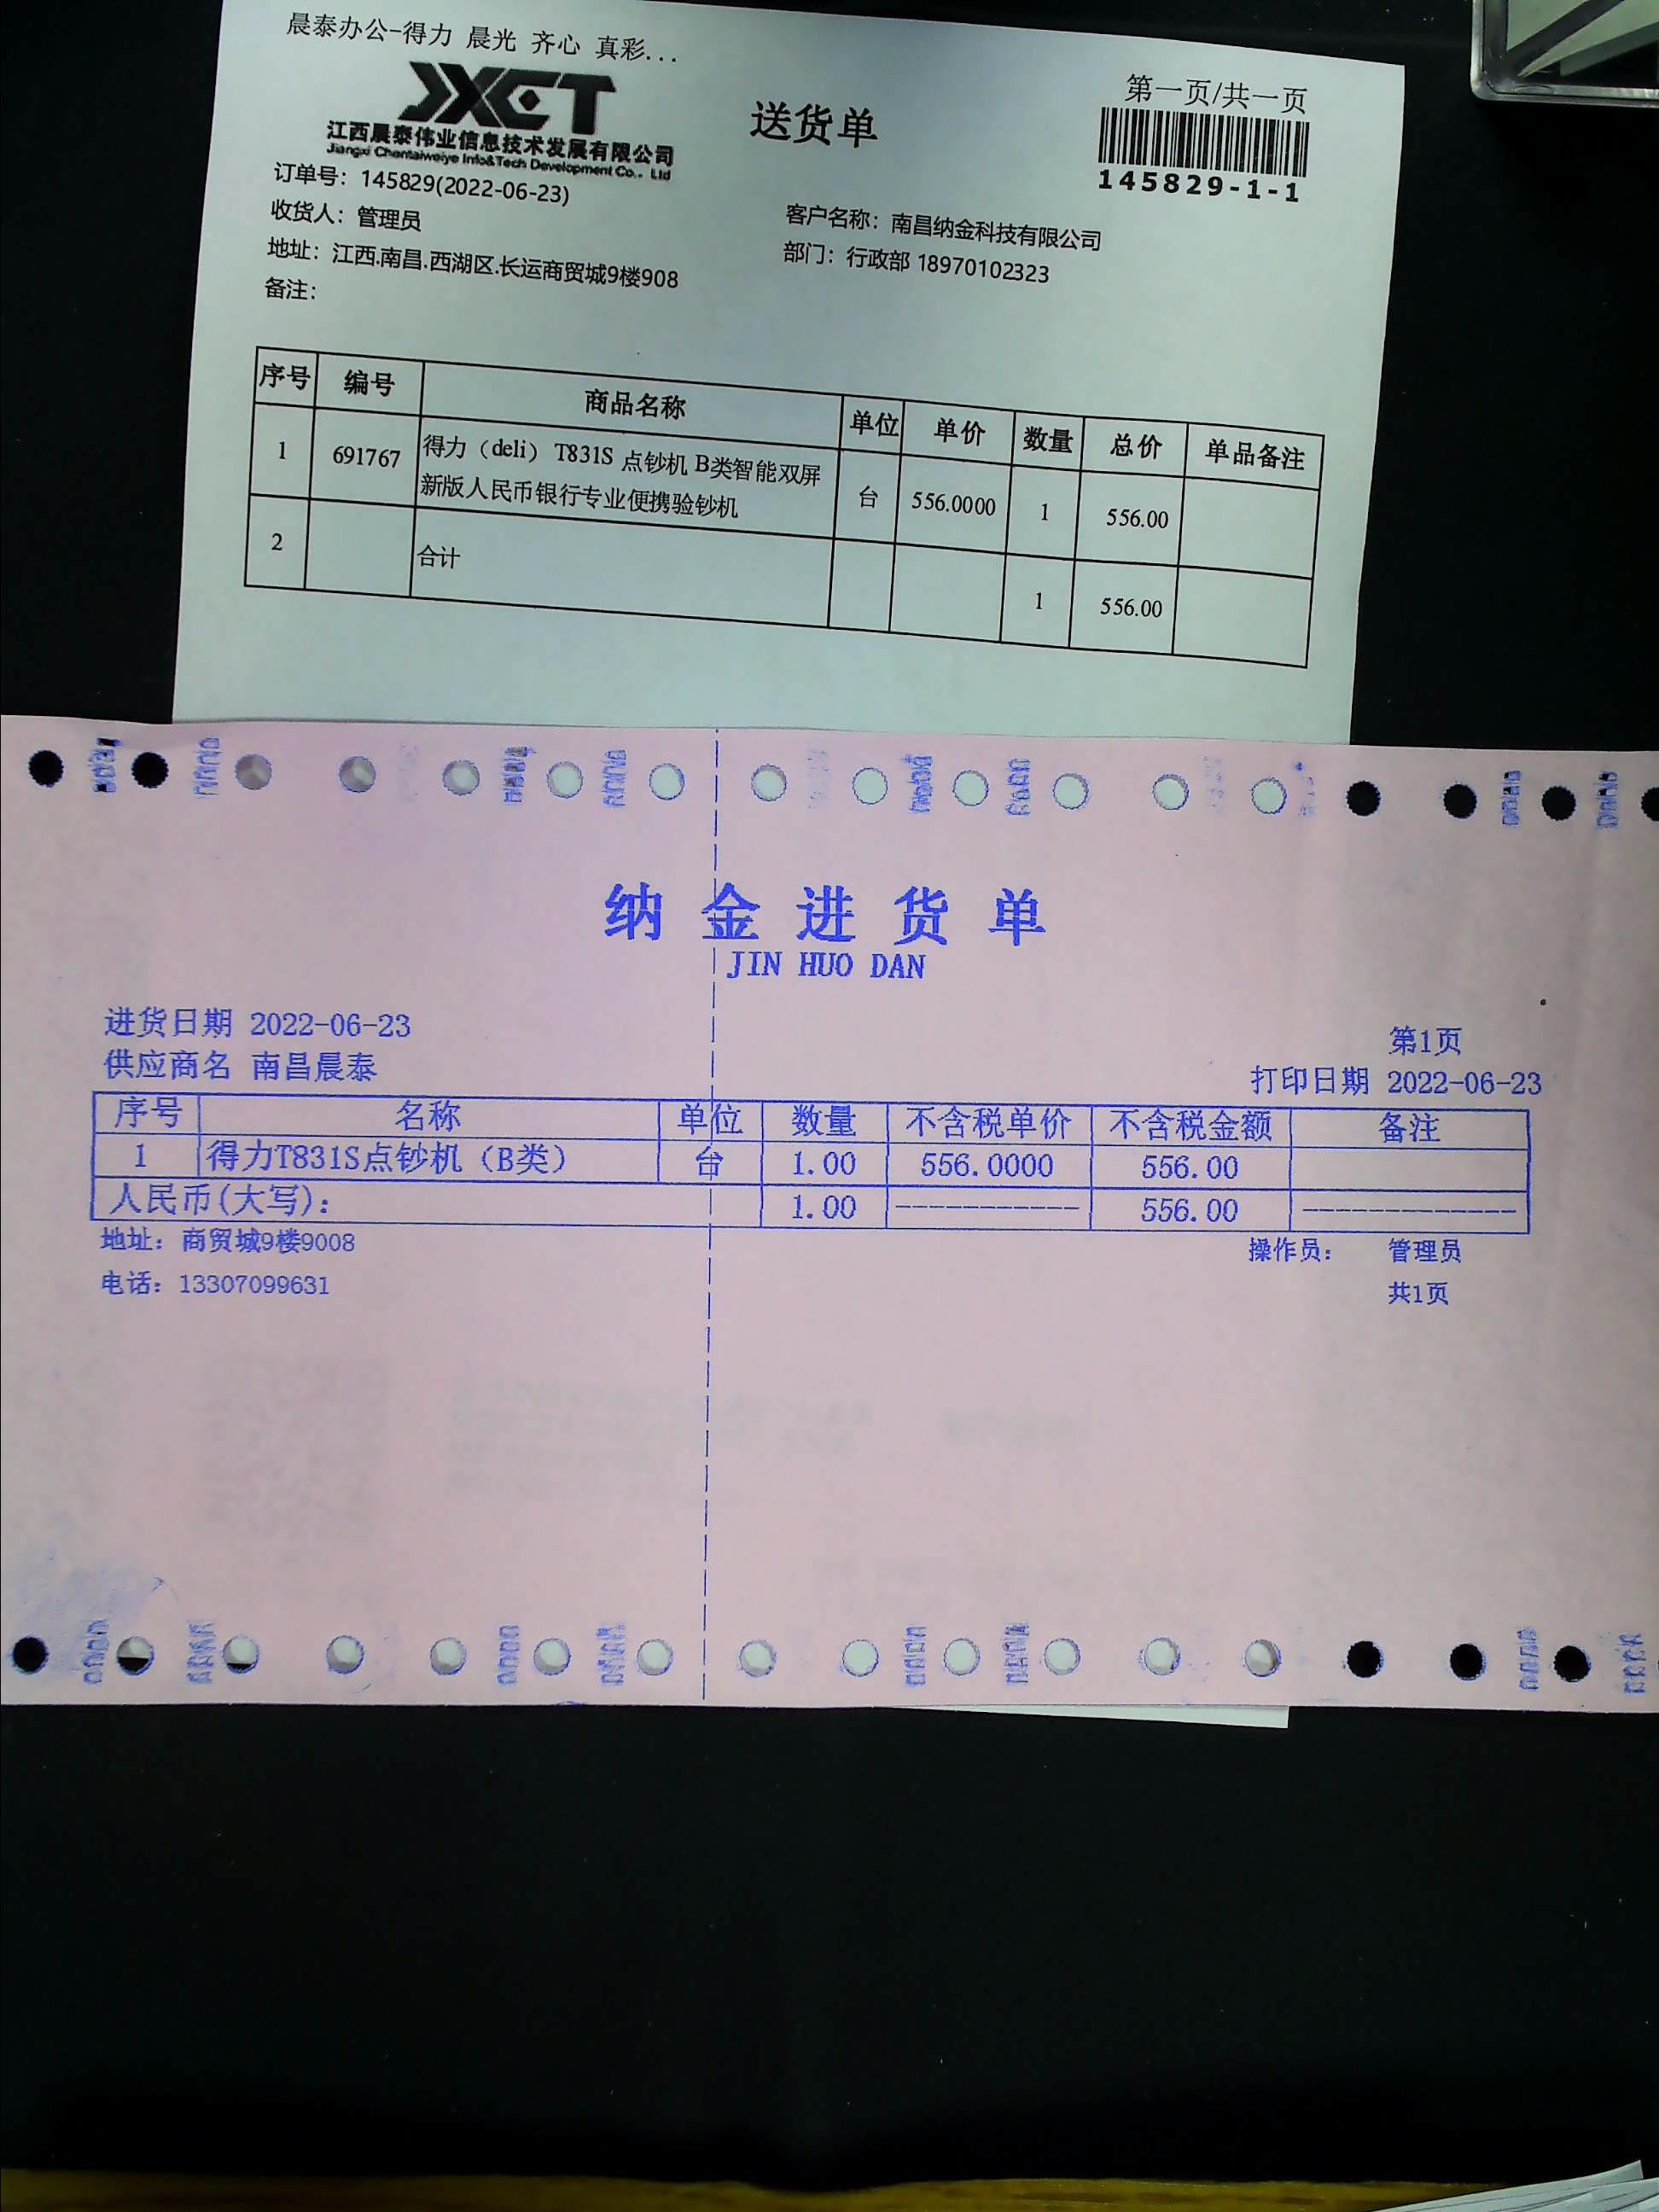 晨泰办公-得力 晨光 齐心 真彩...
JXCT
江西晨泰伟业信息技术发展有限公司
Jiangxi Chentaiweiye Info&Tech Development Co., Ltd
送货单
第一页/共一页
145829-1-1
订单号：145829(2022-06-23)
收货人：管理员
客户名称：南昌纳金科技有限公司
地址：江西.南昌.西湖区.长运商贸城9楼908
部门：行政部 18970102323
备注：
序号 编号 商品名称 单位 单价 数量 总价 单品备注
1 691767 得力（deli）T831S 点钞机 B类智能双屏 台 556.0000 1 556.00
新版人民币银行专业便携验钞机
2 合计 1 556.00
纳金进货单
JIN HUO DAN
进货日期 2022-06-23
第1页
供应商名 南昌晨泰
打印日期 2022-06-23
序号 名称 单位 数量 不含税单价 不含税金额 备注
1 得力T831S点钞机（B类） 台 1.00 556.0000 556.00
人民币(大写)： 1.00 ----------- 556.00 -------------
地址：商贸城9楼9008
操作员： 管理员
电话：13307099631
共1页